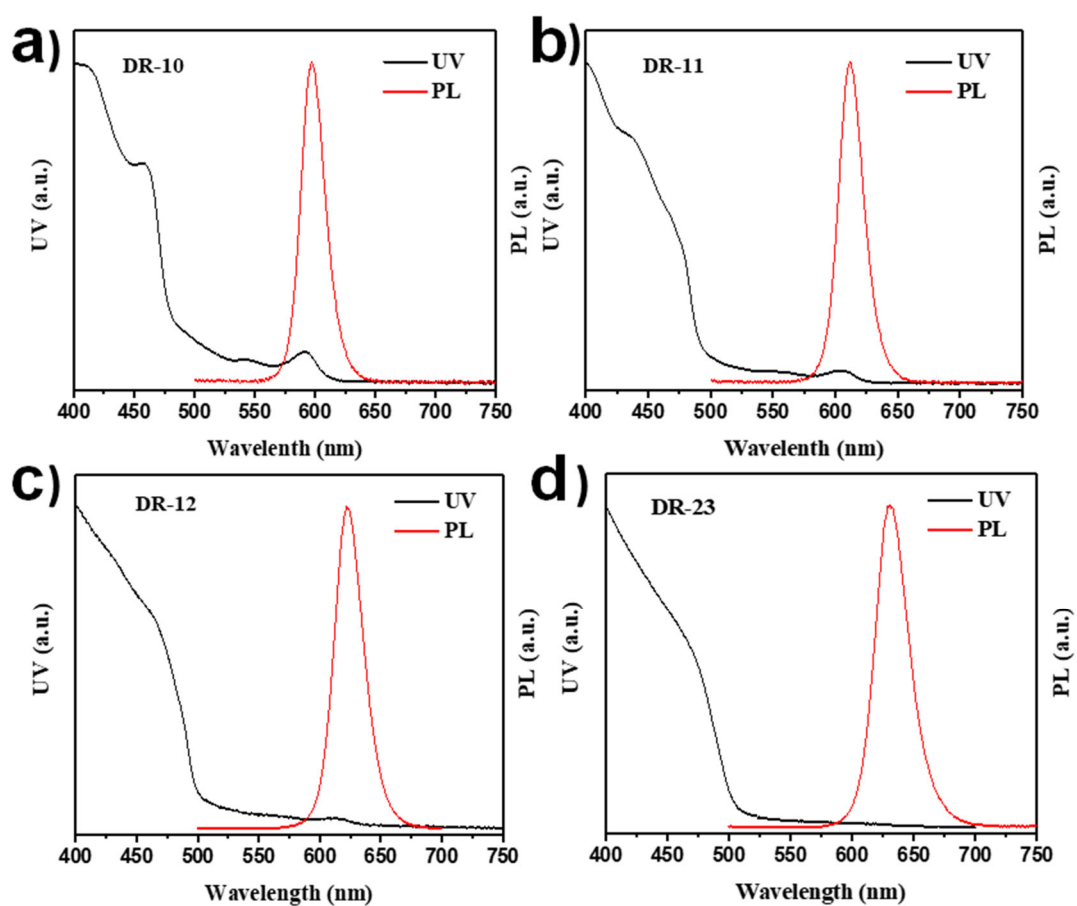 a)
DR-10
UV
PL
UV (a.u.)
PL (a.u.)
400 450 500 550 600 650 700 750
Wavelenth (nm)
b)
DR-11
UV
PL
UV (a.u.)
PL (a.u.)
400 450 500 550 600 650 700 750
Wavelenth (nm)
c)
DR-12
UV
PL
UV (a.u.)
PL (a.u.)
400 450 500 550 600 650 700 750
Wavelength (nm)
d)
DR-23
UV
PL
UV (a.u.)
PL (a.u.)
400 450 500 550 600 650 700 750
Wavelength (nm)